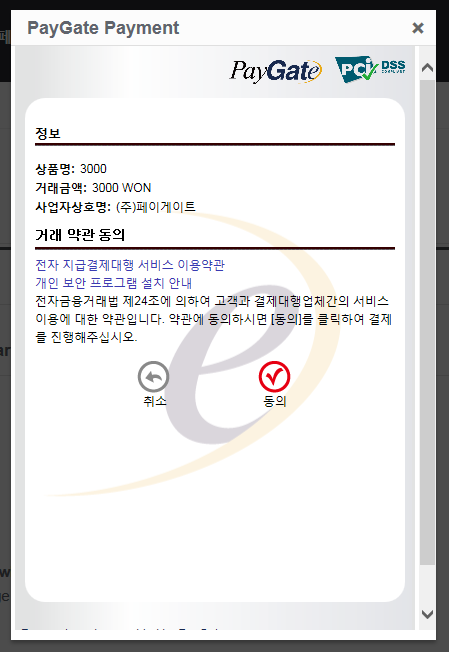 PayGate Payment
PayGate PCI DSS
COMPLIANT
정보
상품명: 3000
거래금액: 3000 WON
사업자상호명: (주)페이게이트
거래 약관 동의
전자 지급결제대행 서비스 이용약관
개인 보안 프로그램 설치 안내
전자금융거래법 제24조에 의하여 고객과 결제대행업체간의 서비스
이용에 대한 약관입니다. 약관에 동의하시면 [동의]를 클릭하여 결제
를 진행해주십시오.
취소 동의